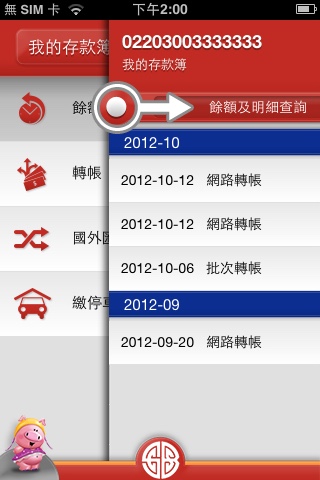 無 SIM 卡 下午2:00
我的存款簿
餘額
轉帳
國外匯
繳停車
02203003333333
我的存款簿
餘額及明細查詢
2012-10
2012-10-12 網路轉帳
2012-10-12 網路轉帳
2012-10-06 批次轉帳
2012-09
2012-09-20 網路轉帳